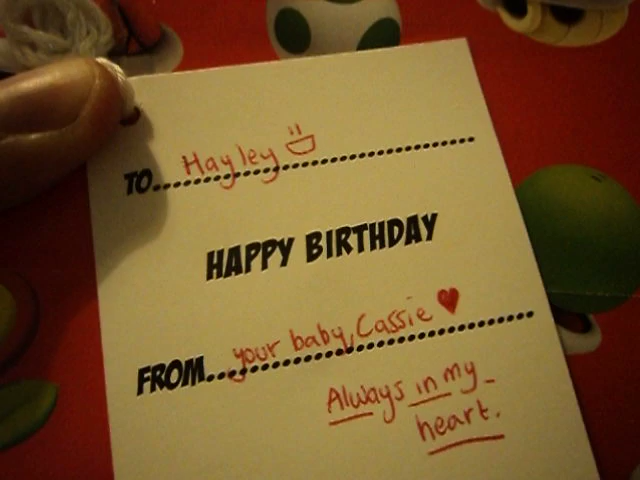 TO Hayley
HAPPY BIRTHDAY
FROM your baby, Cassie ♥
Always in my
heart.